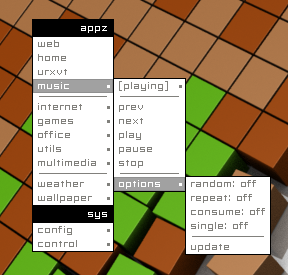 appz
web
home
urxvt
music
internet
games
office
utils
multimedia
weather
wallpaper
sys
config
control
[playing]
prev
next
play
pause
stop
options
random: off
repeat: off
consume: off
single: off
update